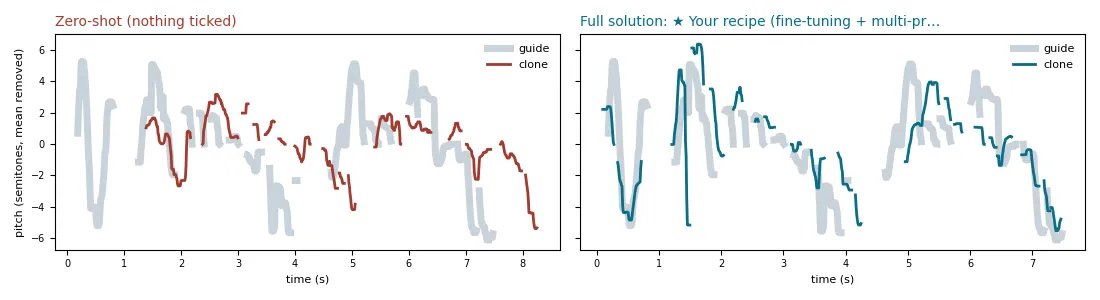 Zero-shot (nothing ticked)
Full solution: ★ Your recipe (fine-tuning + multi-pr…
pitch (semitones, mean removed)
6
4
2
0
−2
−4
−6
guide
clone
guide
clone
0 1 2 3 4 5 6 7 8
0 1 2 3 4 5 6 7
time (s)
time (s)